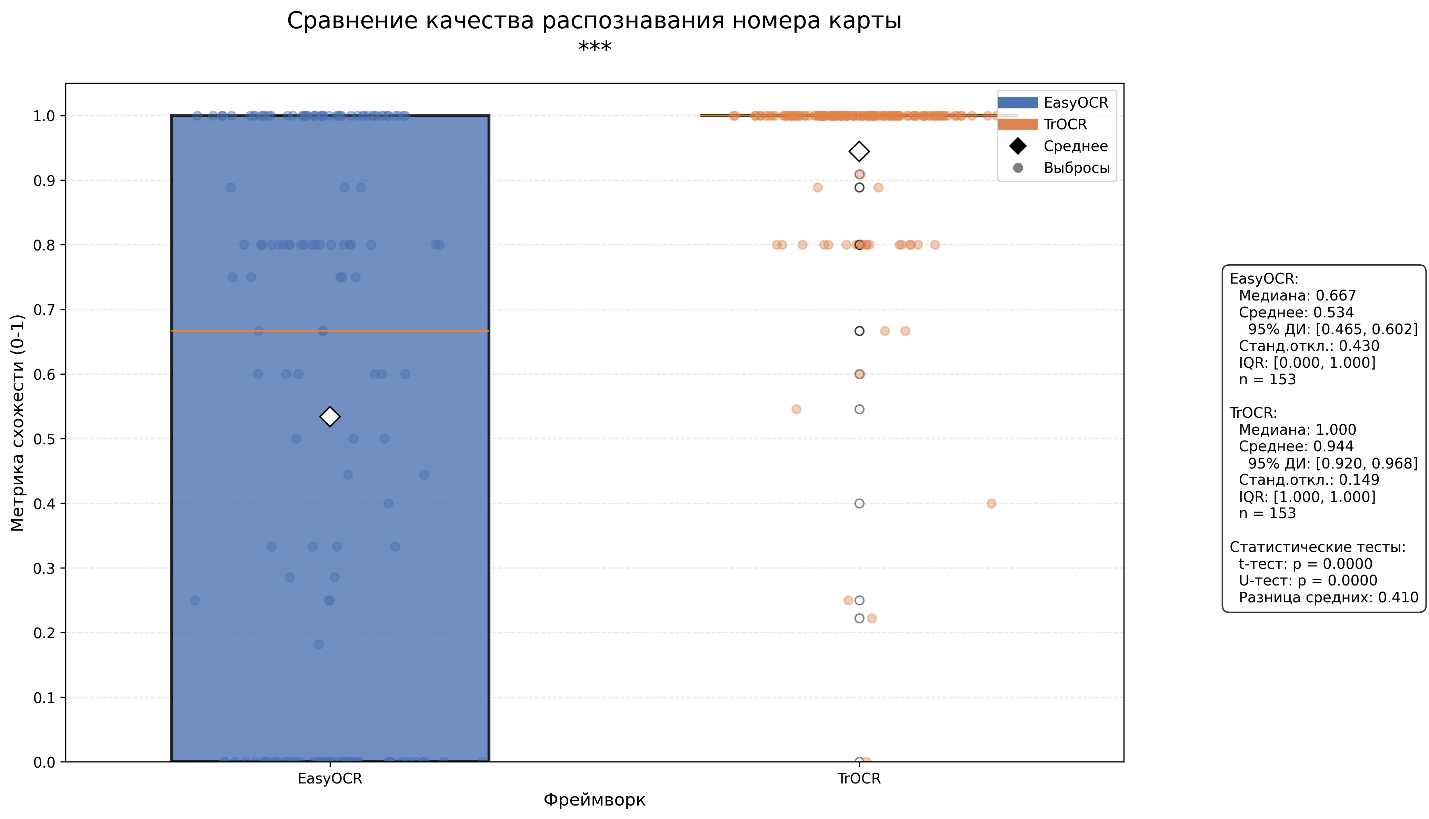 Сравнение качества распознавания номера карты
***
Метрика схожести (0-1)
1.0
0.9
0.8
0.7
0.6
0.5
0.4
0.3
0.2
0.1
0.0
EasyOCR
TrOCR
Фреймворк
EasyOCR
TrOCR
Среднее
Выбросы
EasyOCR:
Медиана: 0.667
Среднее: 0.534
95% ДИ: [0.465, 0.602]
Станд.откл.: 0.430
IQR: [0.000, 1.000]
n = 153
TrOCR:
Медиана: 1.000
Среднее: 0.944
95% ДИ: [0.920, 0.968]
Станд.откл.: 0.149
IQR: [1.000, 1.000]
n = 153
Статистические тесты:
t-тест: p = 0.0000
U-тест: p = 0.0000
Разница средних: 0.410